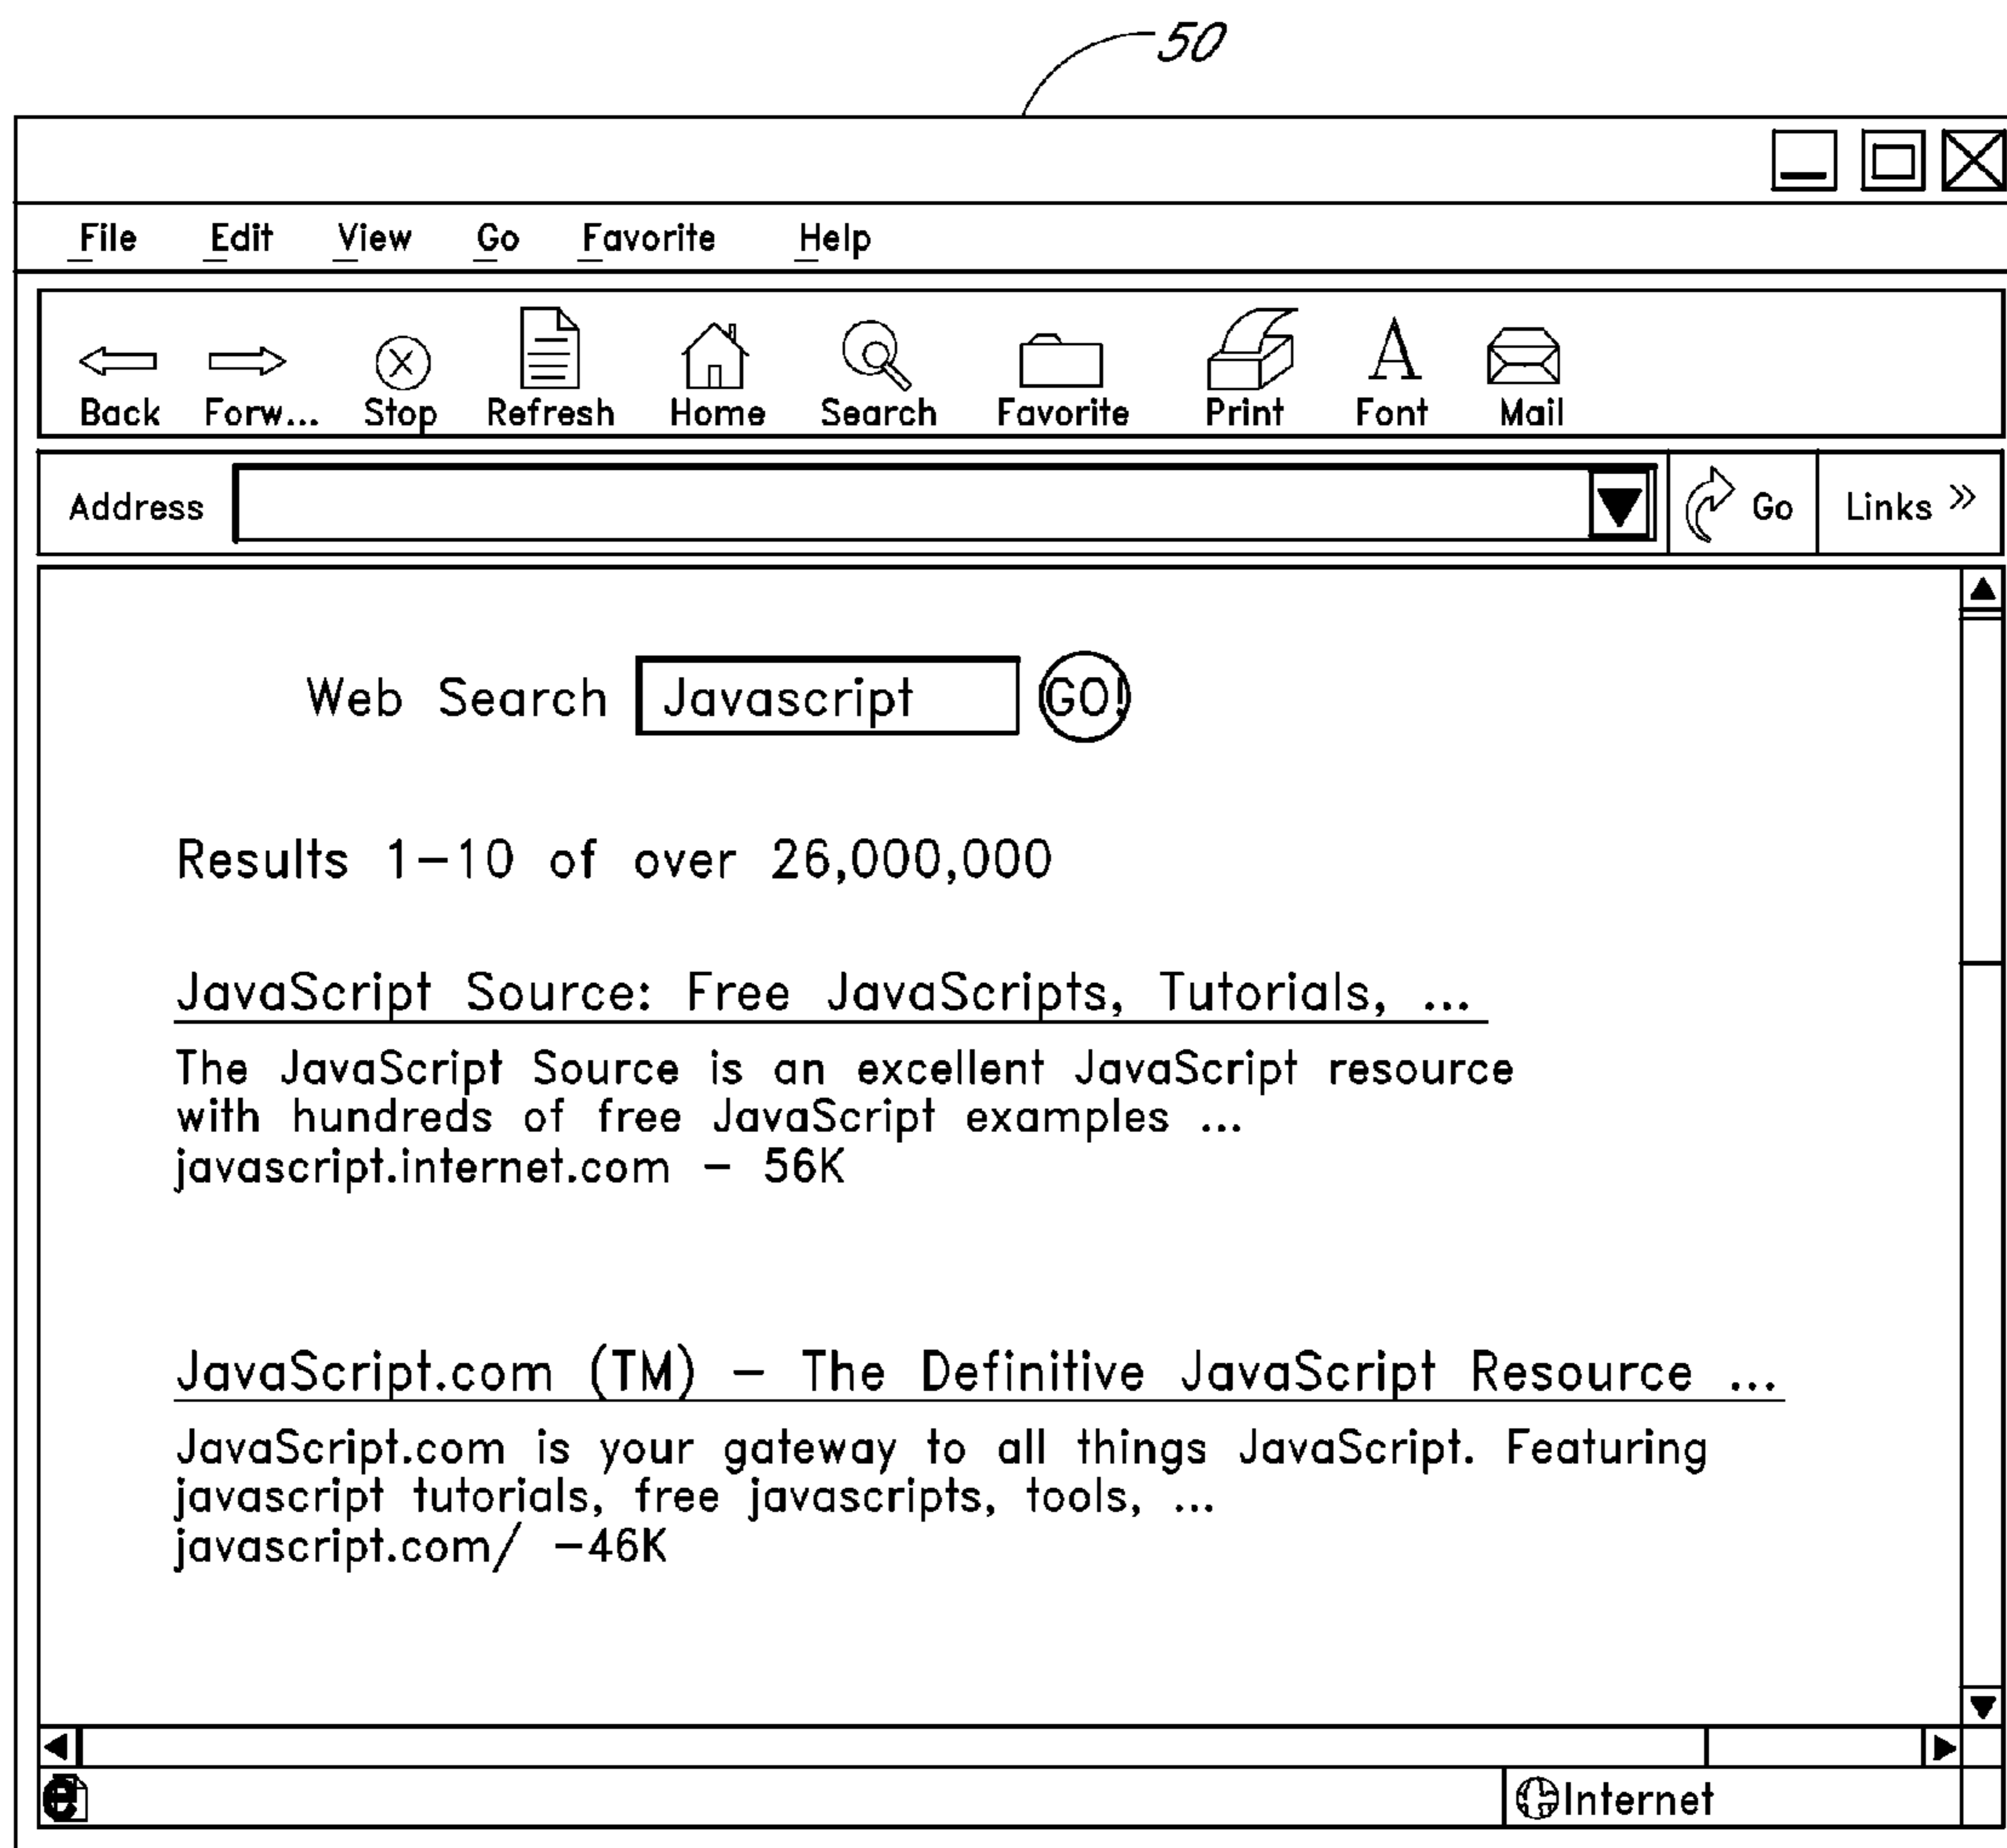 50
File Edit View Go Favorite Help
Back Forw... Stop Refresh Home Search Favorite Print Font Mail
Address Go Links »
Web Search Javascript GO!
Results 1-10 of over 26,000,000
JavaScript Source: Free JavaScripts, Tutorials, ...
The JavaScript Source is an excellent JavaScript resource
with hundreds of free JavaScript examples ...
javascript.internet.com - 56K
JavaScript.com (TM) - The Definitive JavaScript Resource ...
JavaScript.com is your gateway to all things JavaScript. Featuring
javascript tutorials, free javascripts, tools, ...
javascript.com/ -46K
e Internet